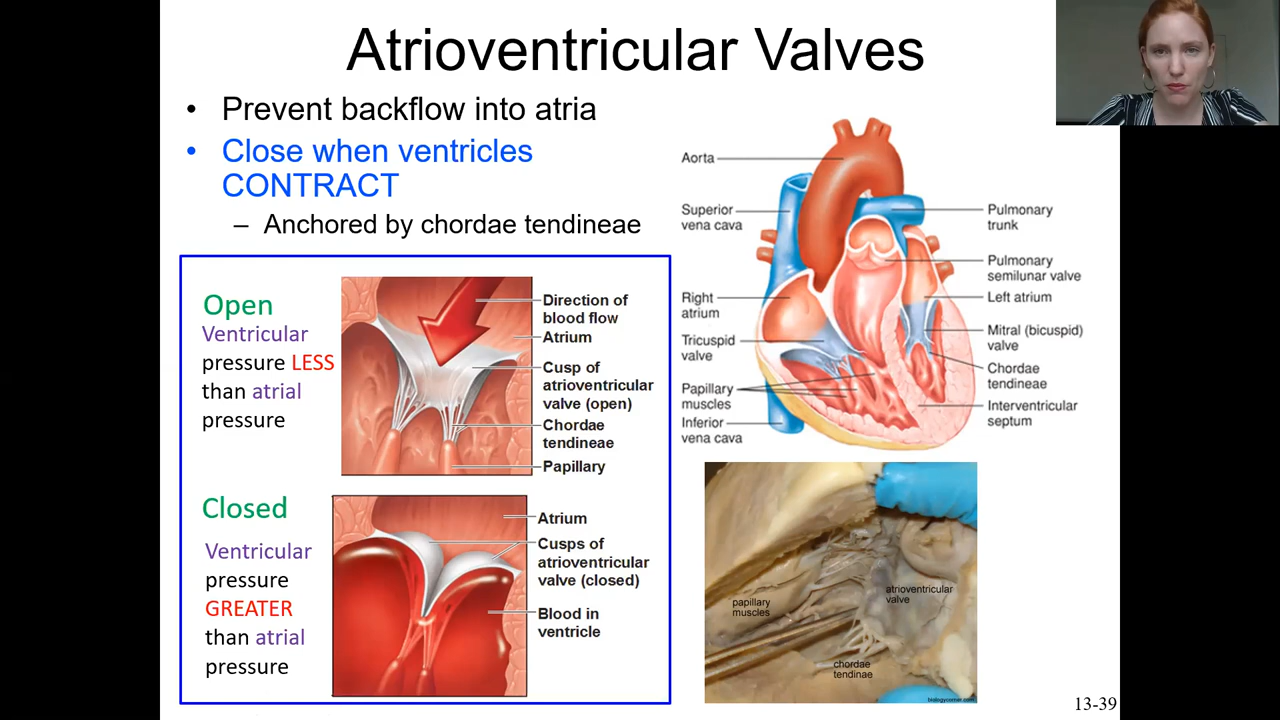 Atrioventricular Valves
• Prevent backflow into atria
• Close when ventricles
CONTRACT
– Anchored by chordae tendineae
Open
Ventricular
pressure LESS
than atrial
pressure
Direction of
blood flow
Atrium
Cusp of
atrioventricular
valve (open)
Chordae
tendineae
Papillary
Closed
Ventricular
pressure
GREATER
than atrial
pressure
Atrium
Cusps of
atrioventricular
valve (closed)
Blood in
ventricle
Aorta
Superior
vena cava
Right
atrium
Tricuspid
valve
Papillary
muscles
Inferior
vena cava
Pulmonary
trunk
Pulmonary
semilunar valve
Left atrium
Mitral (bicuspid)
valve
Chordae
tendineae
Interventricular
septum
papillary
muscles
atrioventricular
valve
chordae
tendinae
biologycorner.com
13-39